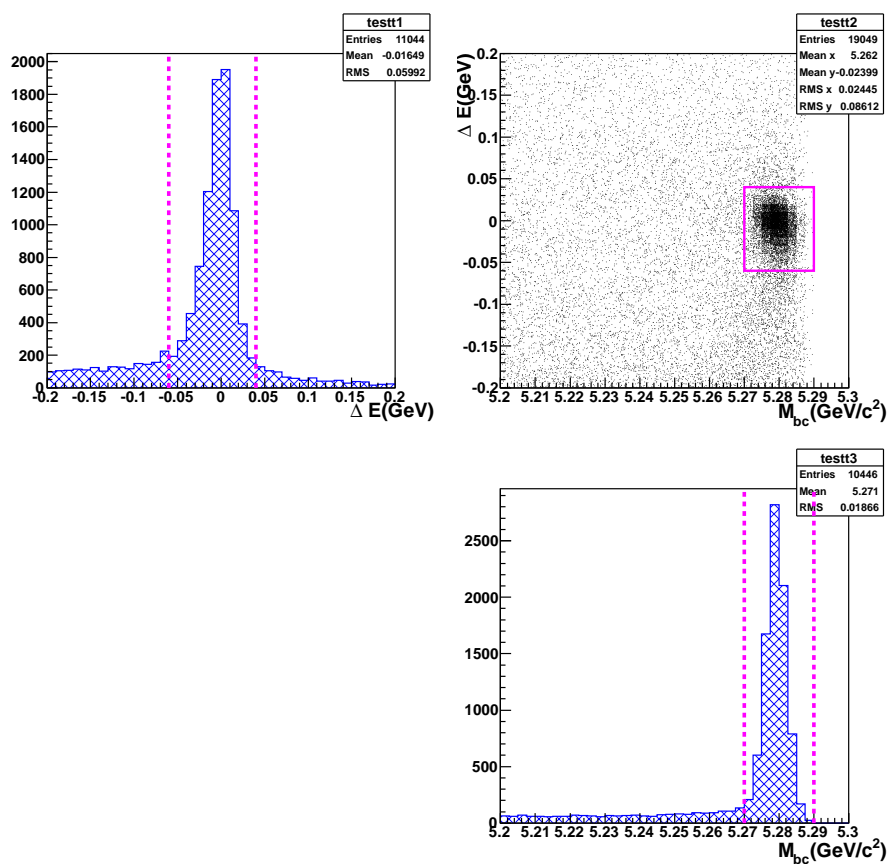 testt1
Entries 11044
Mean -0.01649
RMS 0.05992
2000
1800
1600
1400
1200
1000
800
600
400
200
0
-0.2 -0.15 -0.1 -0.05 0 0.05 0.1 0.15 0.2
Δ E(GeV)
testt2
Entries 19049
Mean x 5.262
Mean y -0.02399
RMS x 0.02445
RMS y 0.08612
Δ E(GeV)
0.2
0.15
0.1
0.05
0
-0.05
-0.1
-0.15
-0.2
5.2 5.21 5.22 5.23 5.24 5.25 5.26 5.27 5.28 5.29 5.3
M_bc(GeV/c²)
testt3
Entries 10446
Mean 5.271
RMS 0.01866
2500
2000
1500
1000
500
0
5.2 5.21 5.22 5.23 5.24 5.25 5.26 5.27 5.28 5.29 5.3
M_bc(GeV/c²)